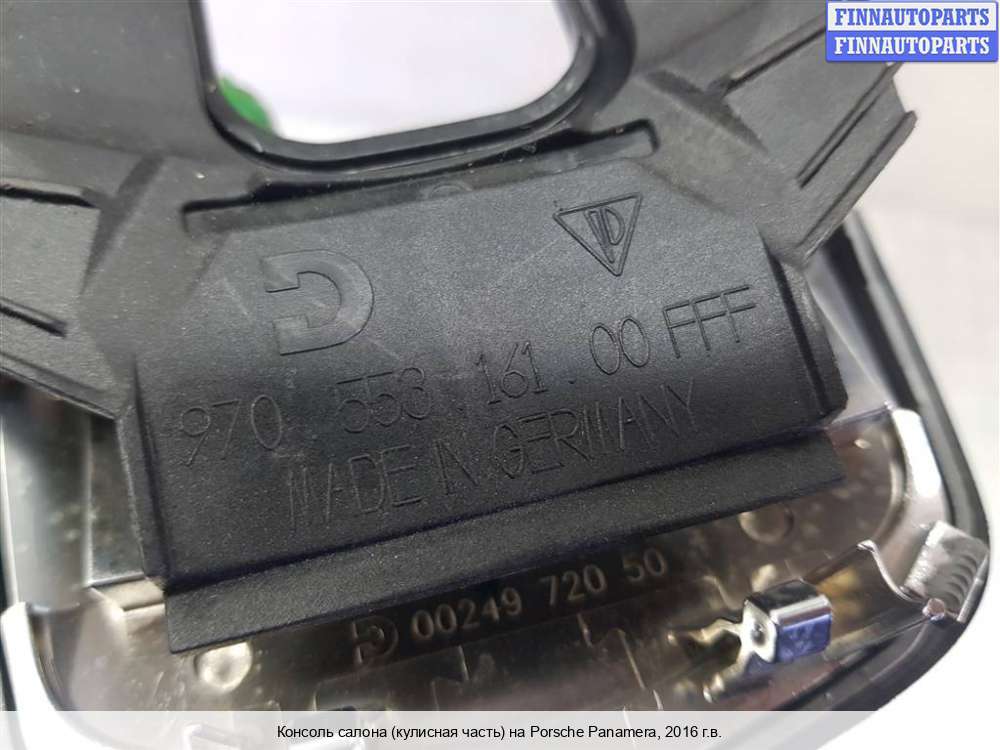 FINNAUTOPARTS
FINNAUTOPARTS
970.553.161.00 FFF
MADE IN GERMANY
00249 720 50
Консоль салона (кулисная часть) на Porsche Panamera, 2016 г.в.